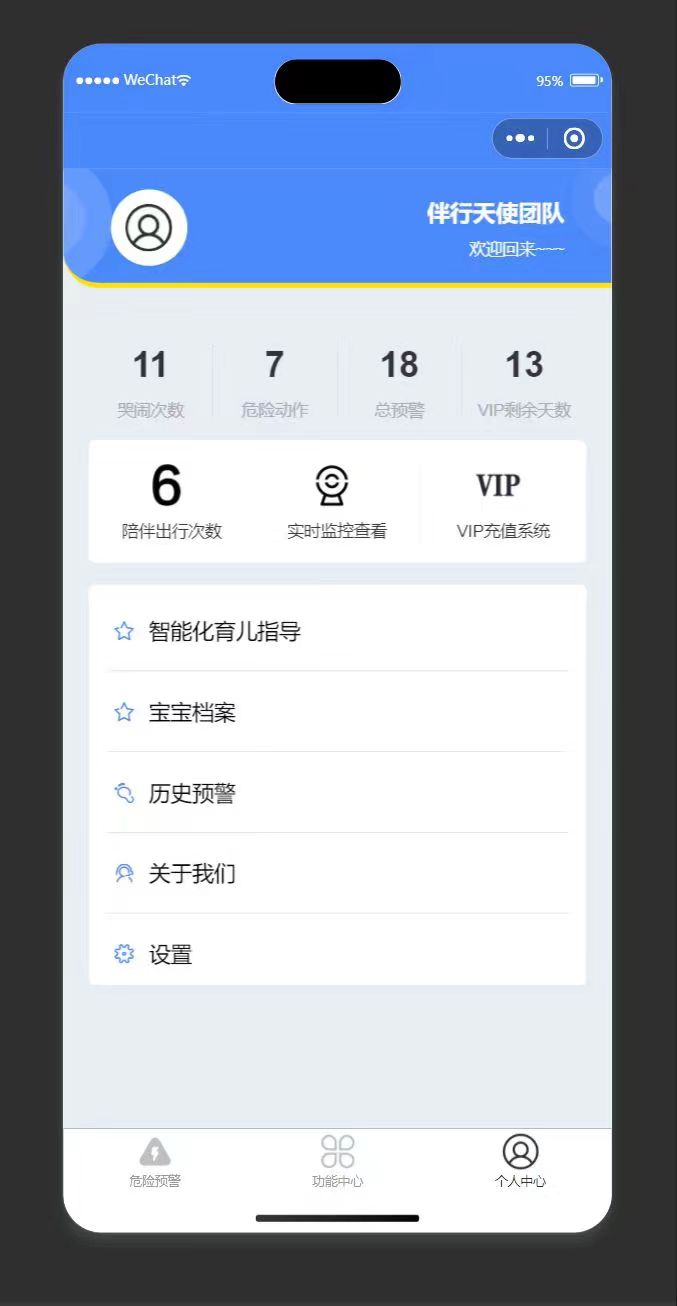 WeChat
95%
伴行天使团队
欢迎回来~~~
11 7 18 13
哭闹次数 危险动作 总预警 VIP剩余天数
6 VIP
陪伴出行次数 实时监控查看 VIP充值系统
智能化育儿指导
宝宝档案
历史预警
关于我们
设置
危险预警 功能中心 个人中心